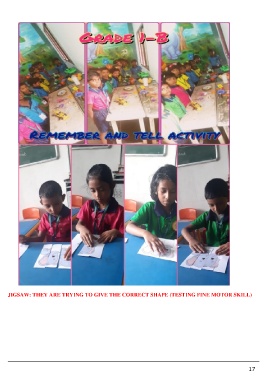 Grade 1-B
Remember and tell activity
JIGSAW: THEY ARE TRYING TO GIVE THE CORRECT SHAPE (TESTING FINE MOTOR SKILL)
17